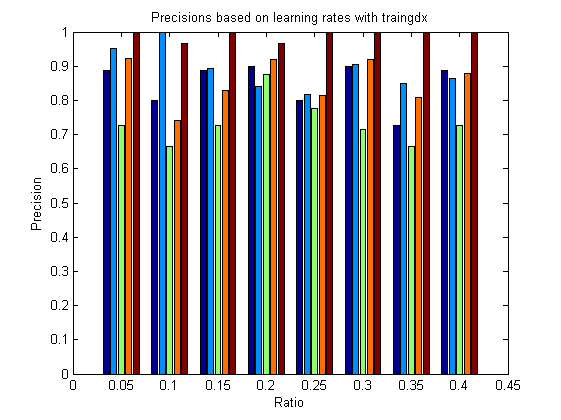 Precisions based on learning rates with traingdx
1
0.9
0.8
0.7
0.6
0.5
0.4
0.3
0.2
0.1
0
Precision
0 0.05 0.1 0.15 0.2 0.25 0.3 0.35 0.4 0.45
Ratio